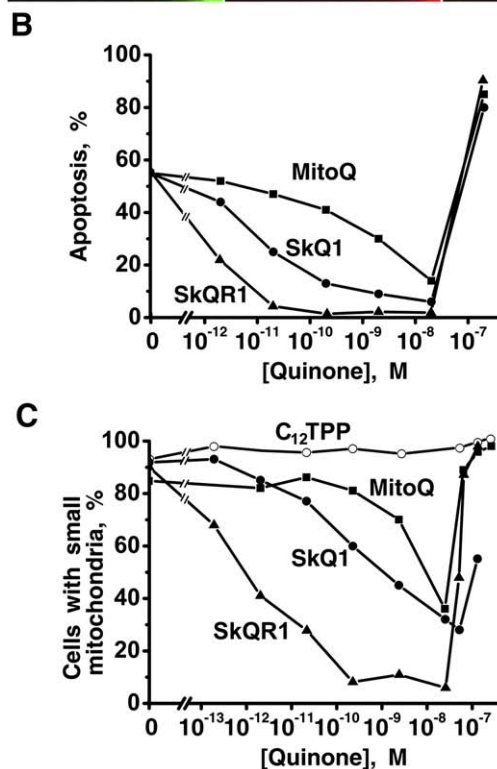 B
100
80
60
40
20
0
Apoptosis, %
MitoQ
SkQ1
SkQR1
0 10⁻¹² 10⁻¹¹ 10⁻¹⁰ 10⁻⁹ 10⁻⁸ 10⁻⁷
[Quinone], M
C
C₁₂TPP
100
80
60
40
20
0
Cells with small
mitochondria, %
MitoQ
SkQ1
SkQR1
0 10⁻¹³ 10⁻¹² 10⁻¹¹ 10⁻¹⁰ 10⁻⁹ 10⁻⁸ 10⁻⁷
[Quinone], M